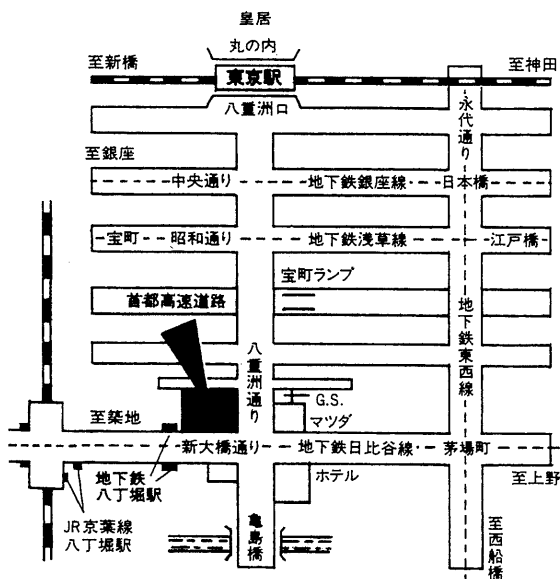 皇居
丸の内
至新橋
東京駅
至神田
八重洲口
永代通り
至銀座
中央通り
地下鉄銀座線
日本橋
宝町
昭和通り
地下鉄浅草線
江戸橋
宝町ランプ
首都高速道路
地下鉄東西線
八重洲通り
G.S.
至築地
マツダ
新大橋通り
地下鉄日比谷線
茅場町
地下鉄
八丁堀駅
ホテル
至上野
JR京葉線
八丁堀駅
亀島橋
至西船橋